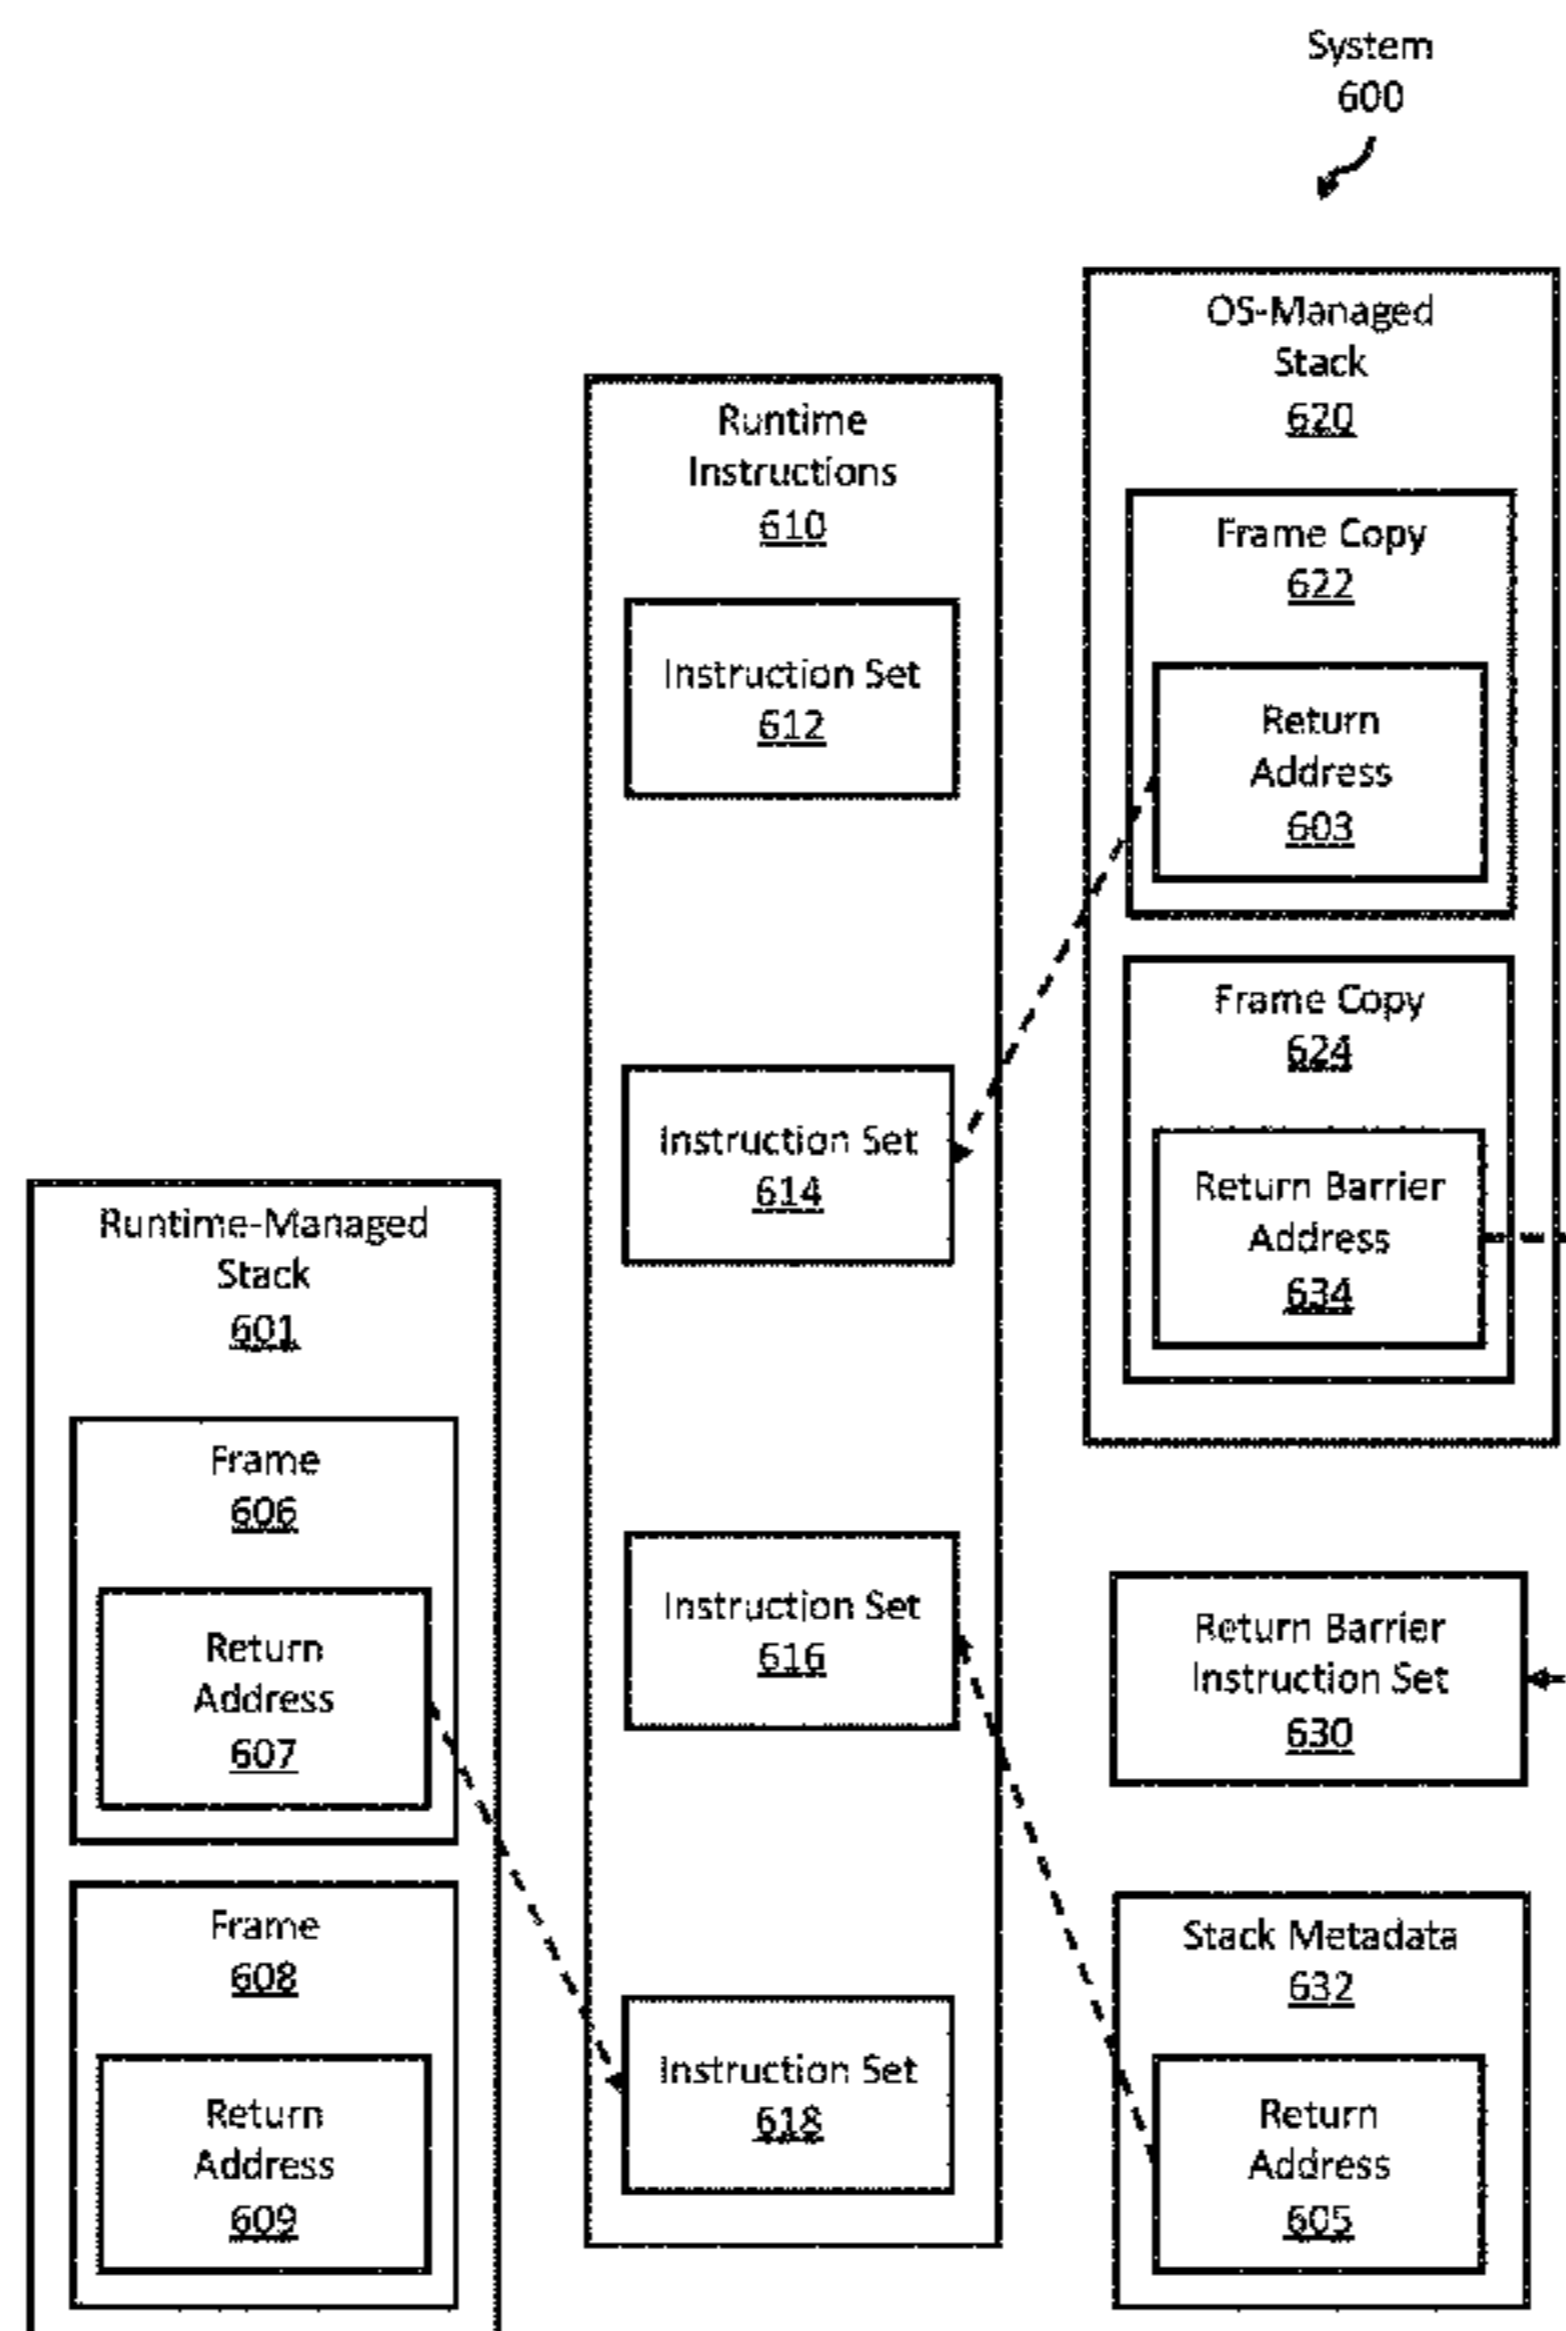 System
600
OS-Managed
Stack
620
Frame Copy
622
Return
Address
603
Frame Copy
624
Return Barrier
Address
634
Runtime
Instructions
610
Instruction Set
612
Instruction Set
614
Instruction Set
616
Instruction Set
618
Runtime-Managed
Stack
601
Frame
606
Return
Address
607
Frame
608
Return
Address
609
Return Barrier
Instruction Set
630
Stack Metadata
632
Return
Address
605